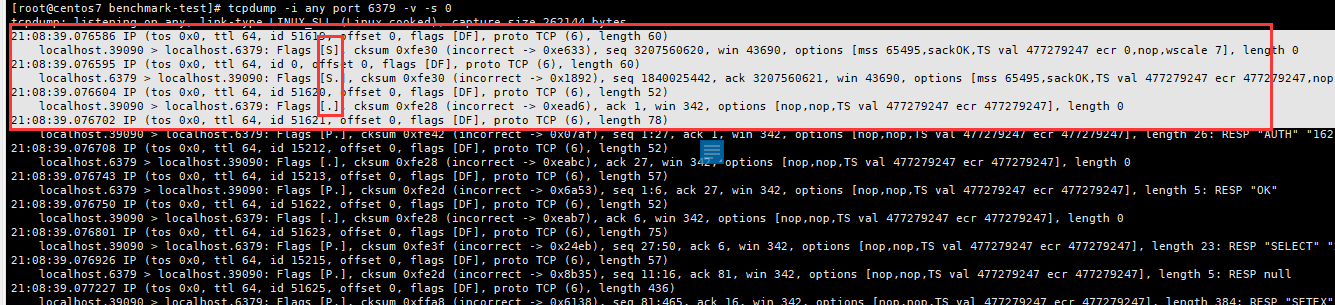 [root@centos7 benchmark-test]# tcpdump -i any port 6379 -v -s 0
tcpdump: listening on any, link-type LINUX_SLL (Linux cooked), capture size 262144 bytes
21:08:39.076586 IP (tos 0x0, ttl 64, id 51619, offset 0, flags [DF], proto TCP (6), length 60)
localhost.39090 > localhost.6379: Flags [S], cksum 0xfe30 (incorrect -> 0xe633), seq 3207560620, win 43690, options [mss 65495,sackOK,TS val 477279247 ecr 0,nop,wscale 7], length 0
21:08:39.076595 IP (tos 0x0, ttl 64, id 0, offset 0, flags [DF], proto TCP (6), length 60)
localhost.6379 > localhost.39090: Flags [S.], cksum 0xfe30 (incorrect -> 0x1892), seq 1840025442, ack 3207560621, win 43690, options [mss 65495,sackOK,TS val 477279247 ecr 477279247,nop
21:08:39.076604 IP (tos 0x0, ttl 64, id 51620, offset 0, flags [DF], proto TCP (6), length 52)
localhost.39090 > localhost.6379: Flags [.], cksum 0xfe28 (incorrect -> 0xead6), ack 1, win 342, options [nop,nop,TS val 477279247 ecr 477279247], length 0
21:08:39.076702 IP (tos 0x0, ttl 64, id 51621, offset 0, flags [DF], proto TCP (6), length 78)
localhost.39090 > localhost.6379: Flags [P.], cksum 0xfe42 (incorrect -> 0x07af), seq 1:27, ack 1, win 342, options [nop,nop,TS val 477279247 ecr 477279247], length 26: RESP "AUTH" "162
21:08:39.076708 IP (tos 0x0, ttl 64, id 15212, offset 0, flags [DF], proto TCP (6), length 52)
localhost.6379 > localhost.39090: Flags [.], cksum 0xfe28 (incorrect -> 0xeabc), ack 27, win 342, options [nop,nop,TS val 477279247 ecr 477279247], length 0
21:08:39.076743 IP (tos 0x0, ttl 64, id 15213, offset 0, flags [DF], proto TCP (6), length 57)
localhost.6379 > localhost.39090: Flags [P.], cksum 0xfe2d (incorrect -> 0x6a53), seq 1:6, ack 27, win 342, options [nop,nop,TS val 477279247 ecr 477279247], length 5: RESP "OK"
21:08:39.076750 IP (tos 0x0, ttl 64, id 51622, offset 0, flags [DF], proto TCP (6), length 52)
localhost.39090 > localhost.6379: Flags [.], cksum 0xfe28 (incorrect -> 0xeab7), ack 6, win 342, options [nop,nop,TS val 477279247 ecr 477279247], length 0
21:08:39.076801 IP (tos 0x0, ttl 64, id 51623, offset 0, flags [DF], proto TCP (6), length 75)
localhost.39090 > localhost.6379: Flags [P.], cksum 0xfe3f (incorrect -> 0x24eb), seq 27:50, ack 6, win 342, options [nop,nop,TS val 477279247 ecr 477279247], length 23: RESP "SELECT" "
21:08:39.076926 IP (tos 0x0, ttl 64, id 15215, offset 0, flags [DF], proto TCP (6), length 57)
localhost.6379 > localhost.39090: Flags [P.], cksum 0xfe2d (incorrect -> 0x8b35), seq 11:16, ack 81, win 342, options [nop,nop,TS val 477279247 ecr 477279247], length 5: RESP null
21:08:39.077227 IP (tos 0x0, ttl 64, id 51625, offset 0, flags [DF], proto TCP (6), length 436)
localhost.39090 > localhost.6379: Flags [P.], cksum 0xffa8 (incorrect -> 0x6138), seq 81:465, ack 16, win 342, options [nop,nop,TS val 477279247 ecr 477279247], length 384: RESP "SETEX"